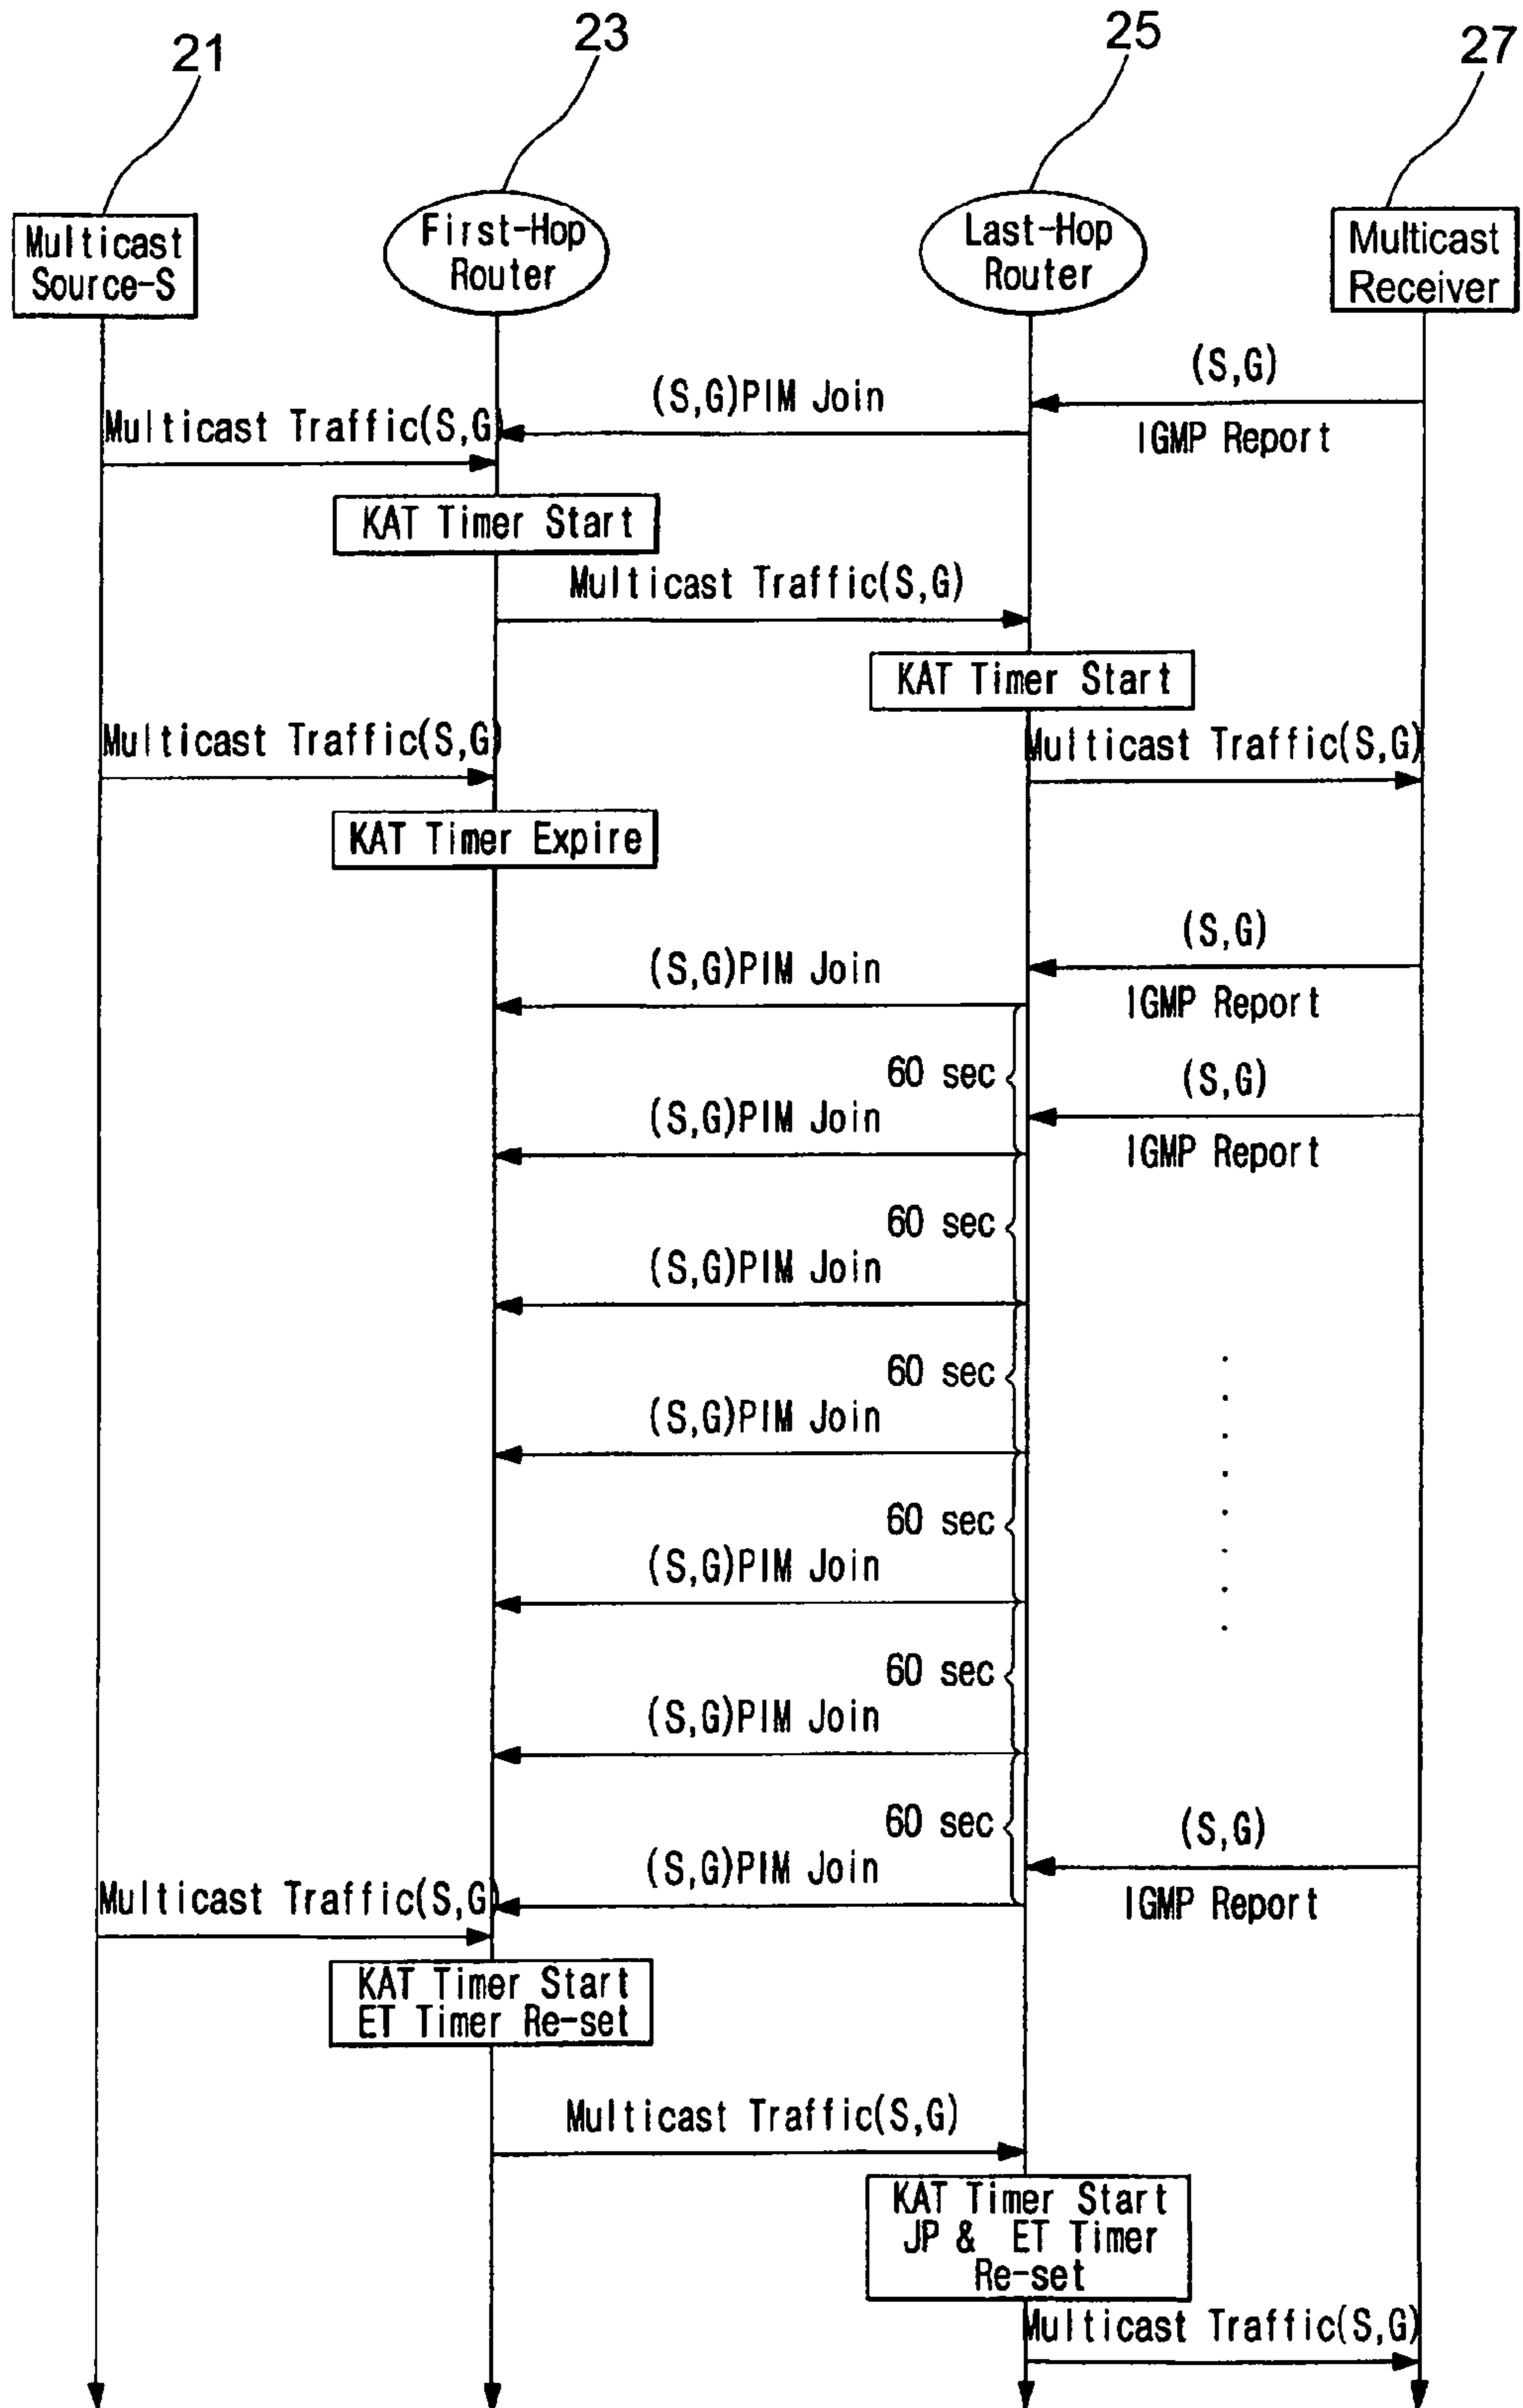 21
23
25
27
Multicast
Source-S
First-Hop
Router
Last-Hop
Router
Multicast
Receiver
(S,G)
IGMP Report
(S,G)PIM Join
Multicast Traffic(S,G)
KAT Timer Start
Multicast Traffic(S,G)
KAT Timer Start
Multicast Traffic(S,G)
Multicast Traffic(S,G)
KAT Timer Expire
(S,G)
IGMP Report
(S,G)PIM Join
60 sec
(S,G)
IGMP Report
(S,G)PIM Join
60 sec
(S,G)PIM Join
60 sec
(S,G)PIM Join
60 sec
(S,G)PIM Join
60 sec
(S,G)PIM Join
60 sec
(S,G)
IGMP Report
(S,G)PIM Join
Multicast Traffic(S,G)
KAT Timer Start
ET Timer Re-set
Multicast Traffic(S,G)
KAT Timer Start
JP & ET Timer
Re-set
Multicast Traffic(S,G)